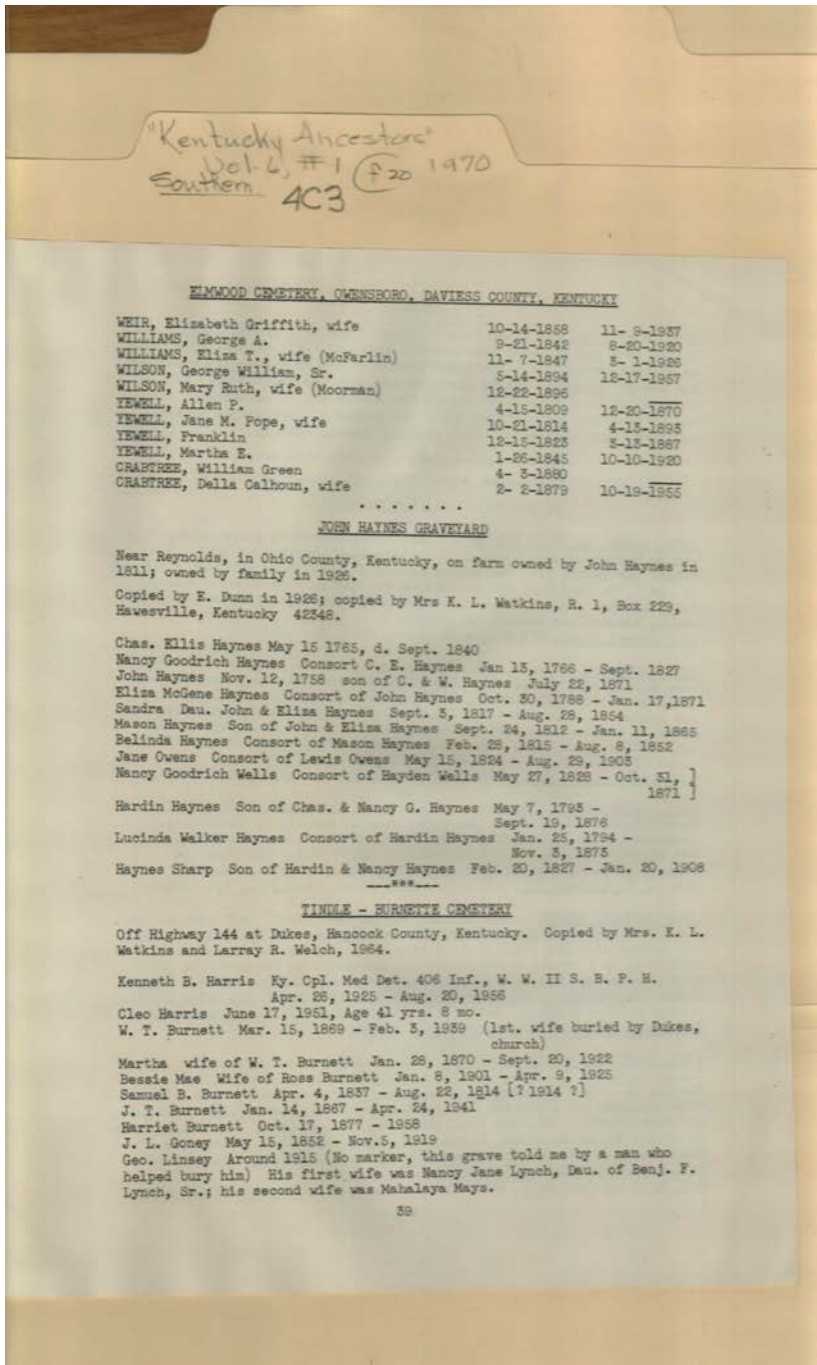 "Kentucky Ancestors"
Vol. 6, #1 f20 1970
Southern 4C3
ELMWOOD CEMETERY, OWENSBORO, DAVIESS COUNTY, KENTUCKY
WEIR, Elizabeth Griffith, wife 10-14-1858 11- 9-1937
WILLIAMS, George A. 9-21-1842 8-20-1920
WILLIAMS, Eliza T., wife (McFarlin) 11- 7-1847 3- 1-1926
WILSON, George William, Sr. 5-14-1894 12-17-1957
WILSON, Mary Ruth, wife (Moorman) 12-22-1896
YEWELL, Allen P. 4-15-1809 12-20-1870
YEWELL, Jane M. Pope, wife 10-21-1814 4-13-1893
YEWELL, Franklin 12-15-1823 3-13-1887
YEWELL, Martha E. 1-26-1845 10-10-1920
CRABTREE, William Green 4- 3-1880
CRABTREE, Della Calhoun, wife 2- 2-1879 10-19-1955
. . . . . . .
JOHN HAYNES GRAVEYARD
Near Reynolds, in Ohio County, Kentucky, on farm owned by John Haynes in
1811; owned by family in 1926.
Copied by E. Dunn in 1926; copied by Mrs K. L. Watkins, R. 1, Box 229,
Hawesville, Kentucky 42348.
Chas. Ellis Haynes May 15 1765, d. Sept. 1840
Nancy Goodrich Haynes Consort C. E. Haynes Jan 13, 1766 - Sept. 1827
John Haynes Nov. 12, 1758 son of C. & W. Haynes July 22, 1871
Eliza McGene Haynes Consort of John Haynes Oct. 30, 1788 - Jan. 17,1871
Sandra Dau. John & Eliza Haynes Sept. 3, 1817 - Aug. 28, 1854
Mason Haynes Son of John & Eliza Haynes Sept. 24, 1812 - Jan. 11, 1865
Belinda Haynes Consort of Mason Haynes Feb. 28, 1815 - Aug. 8, 1852
Jane Owens Consort of Lewis Owens May 15, 1824 - Aug. 29, 1903
Nancy Goodrich Wells Consort of Hayden Wells May 27, 1828 - Oct. 31, ]
1871 ]
Hardin Haynes Son of Chas. & Nancy G. Haynes May 7, 1793 -
Sept. 19, 1876
Lucinda Walker Haynes Consort of Hardin Haynes Jan. 25, 1794 -
Nov. 3, 1873
Haynes Sharp Son of Hardin & Nancy Haynes Feb. 20, 1827 - Jan. 20, 1908
---***---
TINDLE - BURNETTE CEMETERY
Off Highway 144 at Dukes, Hancock County, Kentucky. Copied by Mrs. K. L.
Watkins and Larray R. Welch, 1964.
Kenneth B. Harris Ky. Cpl. Med Det. 406 Inf., W. W. II S. B. P. H.
Apr. 26, 1925 - Aug. 20, 1956
Cleo Harris June 17, 1951, Age 41 yrs. 8 mo.
W. T. Burnett Mar. 15, 1869 - Feb. 3, 1939 (1st. wife buried by Dukes,
church)
Martha wife of W. T. Burnett Jan. 28, 1870 - Sept. 20, 1922
Bessie Mae Wife of Ross Burnett Jan. 8, 1901 - Apr. 9, 1925
Samuel B. Burnett Apr. 4, 1837 - Aug. 22, 1814 [? 1914 ?]
J. T. Burnett Jan. 14, 1867 - Apr. 24, 1941
Harriet Burnett Oct. 17, 1877 - 1958
J. L. Goney May 15, 1852 - Nov.5, 1919
Geo. Linsey Around 1915 (No marker, this grave told me by a man who
helped bury him) His first wife was Nancy Jane Lynch, Dau. of Benj. F.
Lynch, Sr.; his second wife was Mahalaya Mays.
39